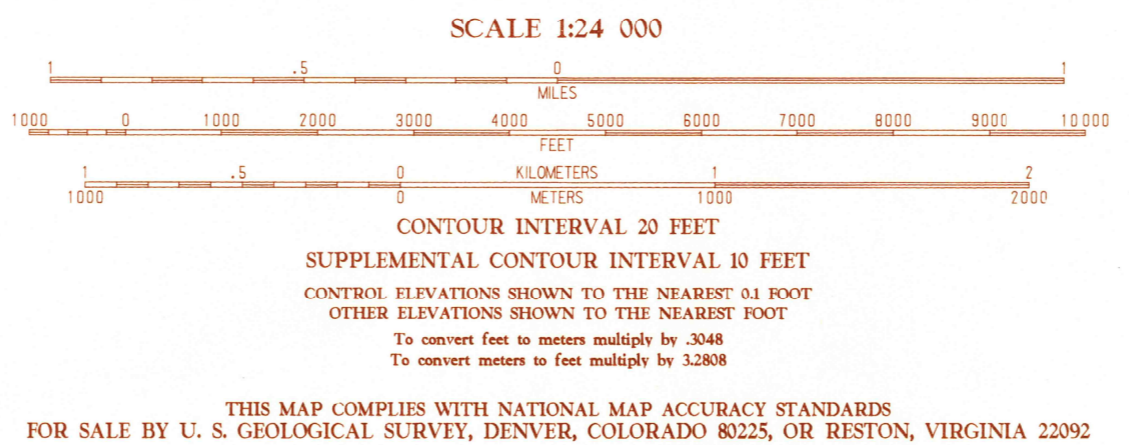 SCALE 1:24 000
1 .5 0 1
MILES
1000 0 1000 2000 3000 4000 5000 6000 7000 8000 9000 10 000
FEET
1 .5 0 KILOMETERS 1 2
1000 0 METERS 1000 2000
CONTOUR INTERVAL 20 FEET
SUPPLEMENTAL CONTOUR INTERVAL 10 FEET
CONTROL ELEVATIONS SHOWN TO THE NEAREST 0.1 FOOT
OTHER ELEVATIONS SHOWN TO THE NEAREST FOOT
To convert feet to meters multiply by .3048
To convert meters to feet multiply by 3.2808
THIS MAP COMPLIES WITH NATIONAL MAP ACCURACY STANDARDS
FOR SALE BY U. S. GEOLOGICAL SURVEY, DENVER, COLORADO 80225, OR RESTON, VIRGINIA 22092